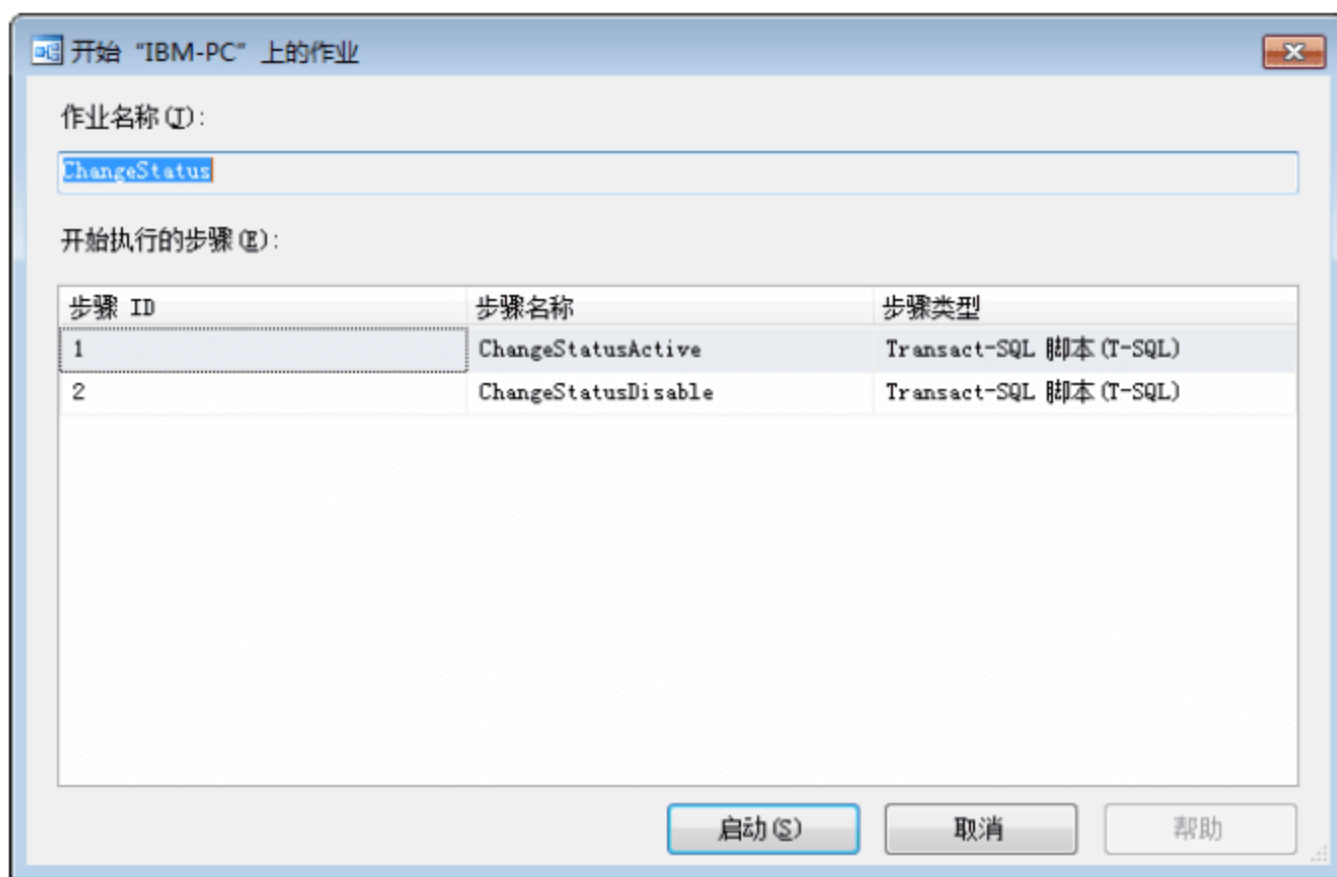 开始 “IBM-PC” 上的作业
作业名称(J):
ChangeStatus
开始执行的步骤(E):
步骤 ID 步骤名称 步骤类型
1 ChangeStatusActive Transact-SQL 脚本(T-SQL)
2 ChangeStatusDisable Transact-SQL 脚本(T-SQL)
启动(S) 取消 帮助